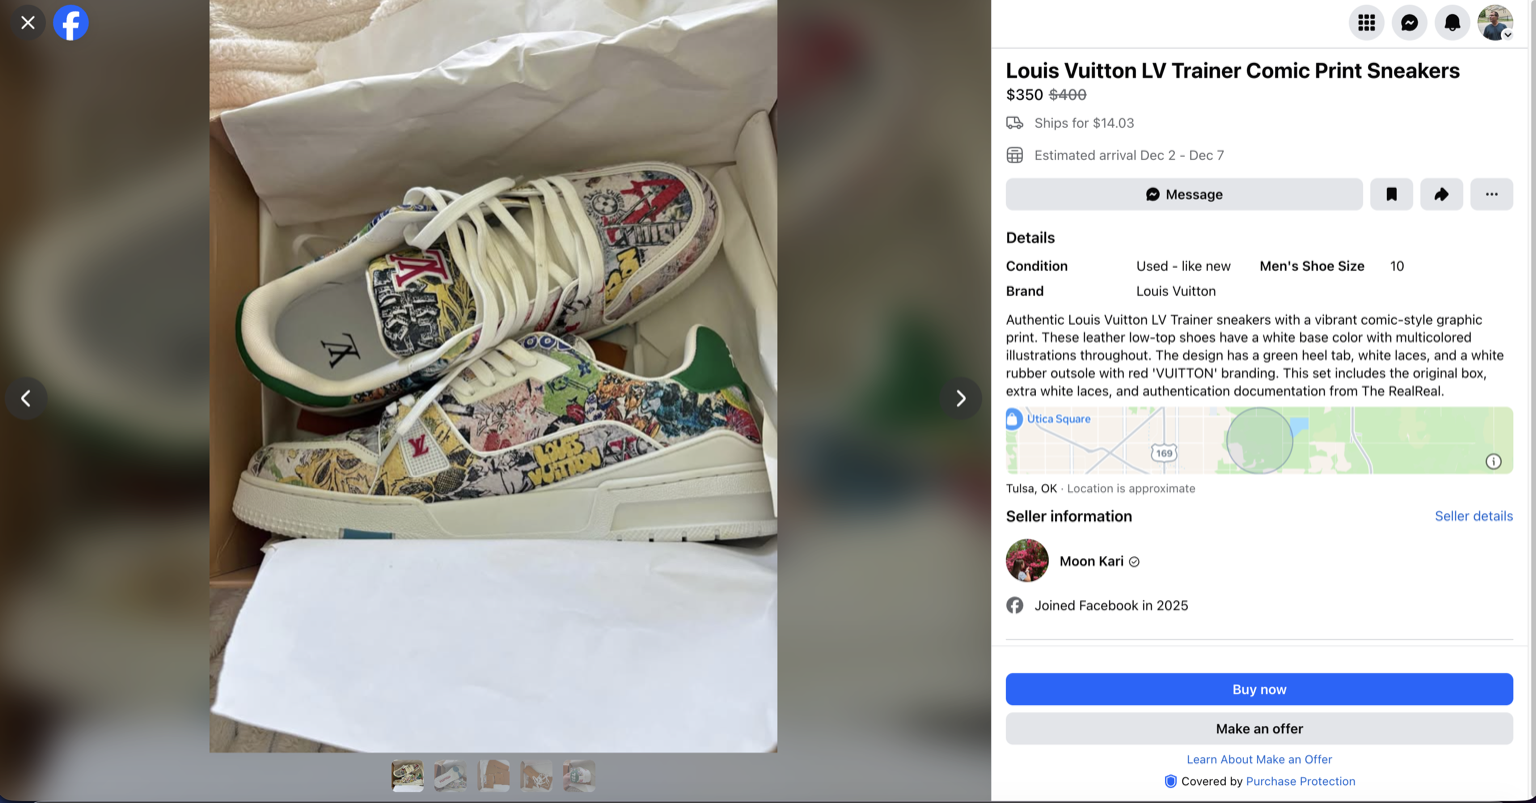 Louis Vuitton LV Trainer Comic Print Sneakers
$350 $400
Ships for $14.03
Estimated arrival Dec 2 - Dec 7
Message
Details
Condition Used - like new Men's Shoe Size 10
Brand Louis Vuitton
Authentic Louis Vuitton LV Trainer sneakers with a vibrant comic-style graphic
print. These leather low-top shoes have a white base color with multicolored
illustrations throughout. The design has a green heel tab, white laces, and a white
rubber outsole with red 'VUITTON' branding. This set includes the original box,
extra white laces, and authentication documentation from The RealReal.
Utica Square
169
Tulsa, OK · Location is approximate
Seller information Seller details
Moon Kari
Joined Facebook in 2025
Buy now
Make an offer
Learn About Make an Offer
Covered by Purchase Protection
LV
LV
LV
LOUIS
VUITTON